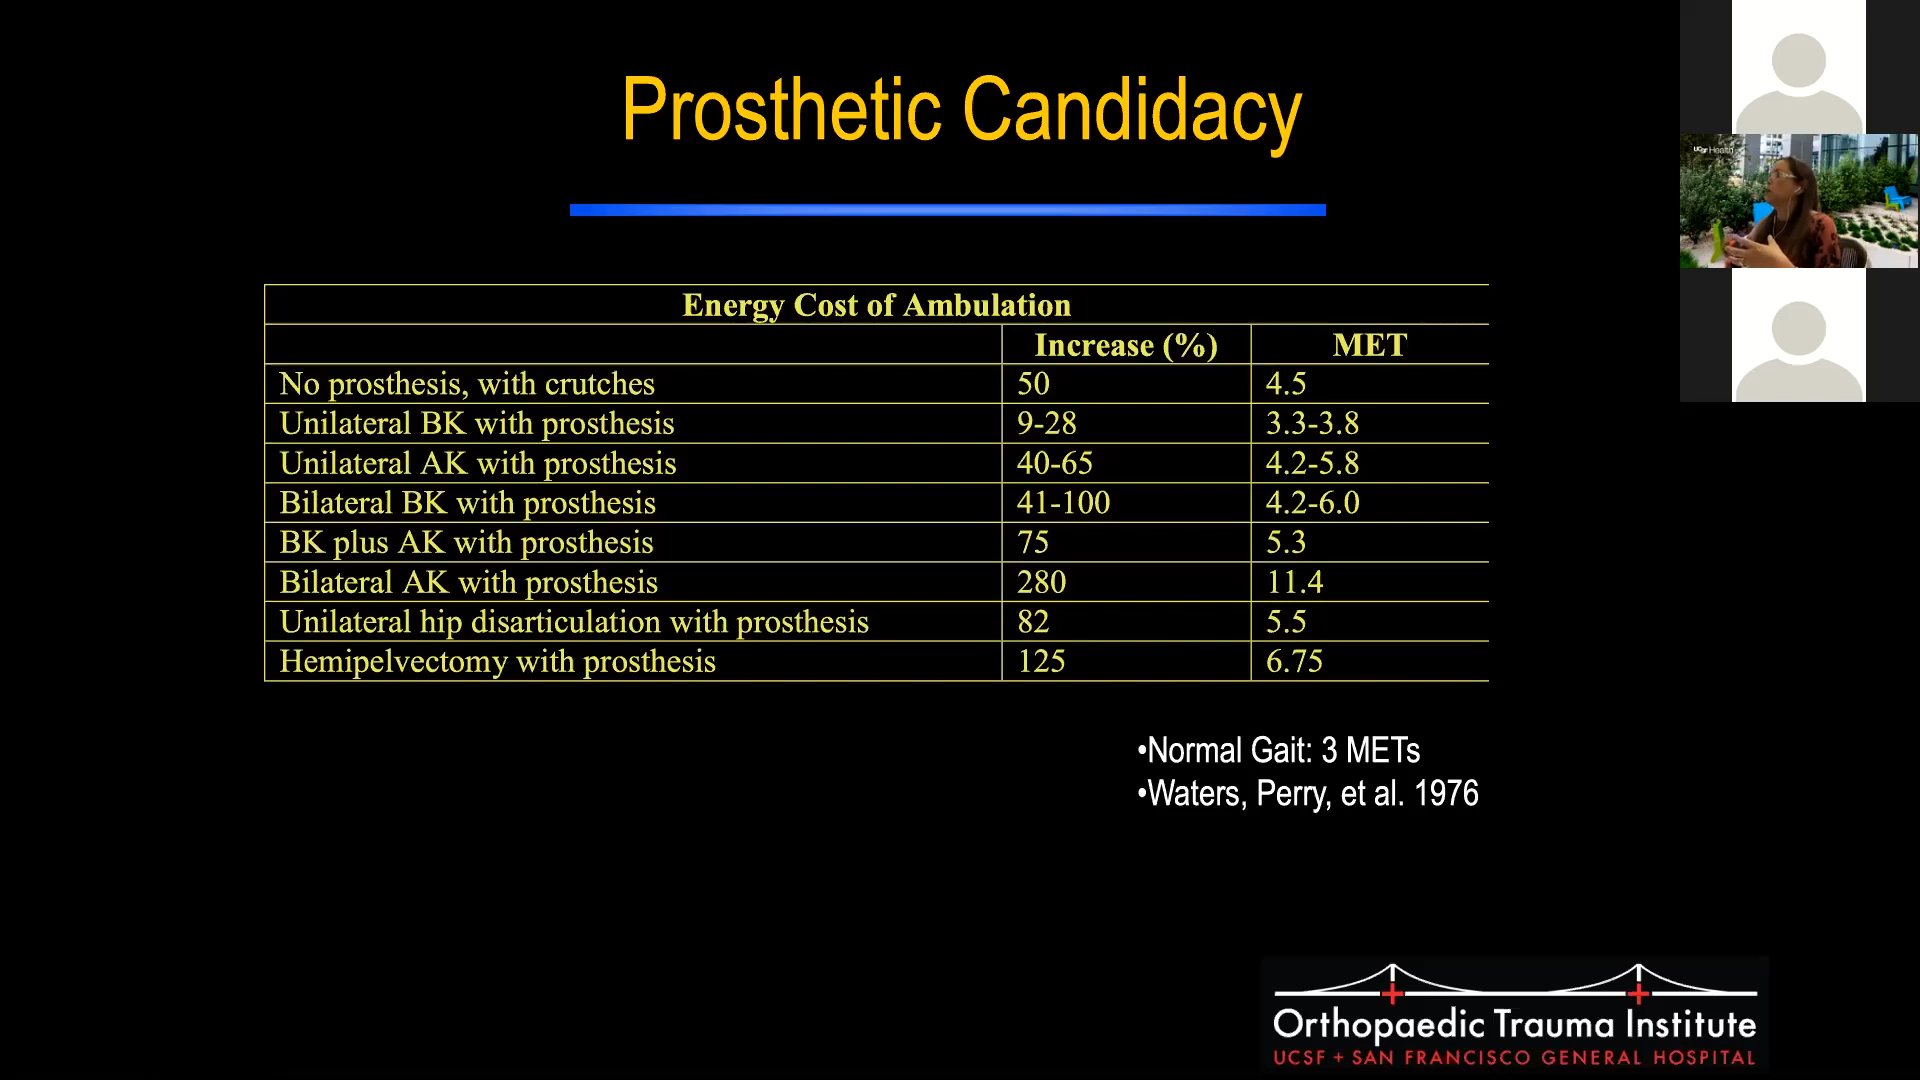 Prosthetic Candidacy
Energy Cost of Ambulation
Increase (%) MET
No prosthesis, with crutches 50 4.5
Unilateral BK with prosthesis 9-28 3.3-3.8
Unilateral AK with prosthesis 40-65 4.2-5.8
Bilateral BK with prosthesis 41-100 4.2-6.0
BK plus AK with prosthesis 75 5.3
Bilateral AK with prosthesis 280 11.4
Unilateral hip disarticulation with prosthesis 82 5.5
Hemipelvectomy with prosthesis 125 6.75
•Normal Gait: 3 METs
•Waters, Perry, et al. 1976
UCSF Health
Orthopaedic Trauma Institute
UCSF + SAN FRANCISCO GENERAL HOSPITAL